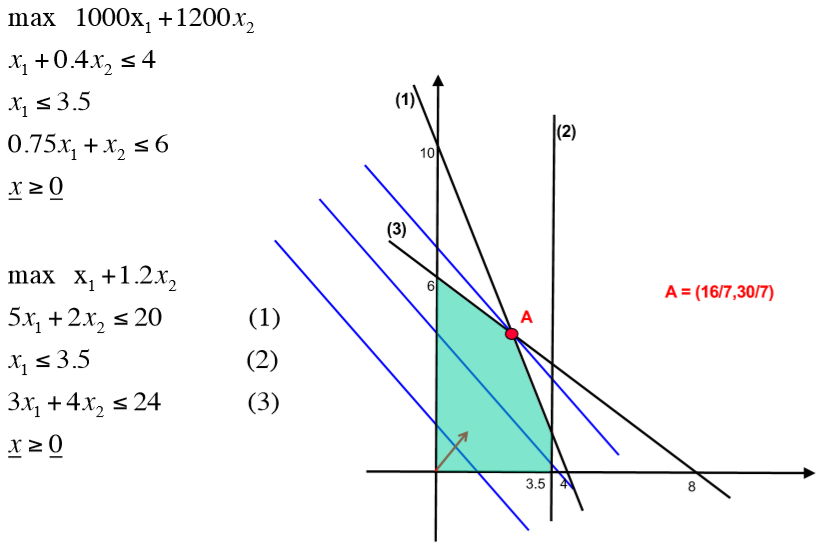 max 1000x₁+1200x₂
x₁+0.4x₂ ≤ 4
x₁ ≤ 3.5
0.75x₁+x₂ ≤ 6
x̲ ≥ 0̲
max x₁+1.2x₂
5x₁+2x₂ ≤ 20 (1)
x₁ ≤ 3.5 (2)
3x₁+4x₂ ≤ 24 (3)
x̲ ≥ 0̲
(1)
(2)
10
(3)
6
A
A = (16/7,30/7)
3.5
4
8